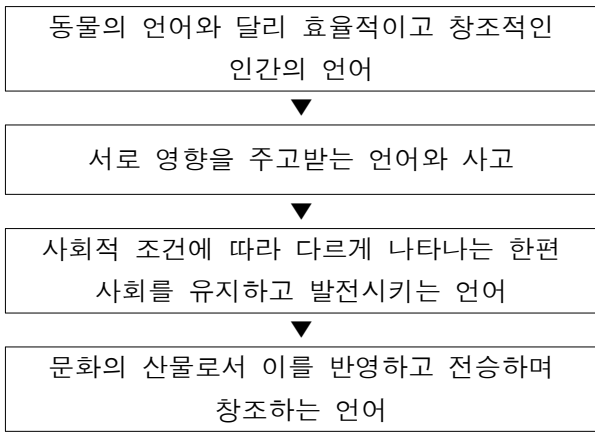 동물의 언어와 달리 효율적이고 창조적인
인간의 언어
▼
서로 영향을 주고받는 언어와 사고
▼
사회적 조건에 따라 다르게 나타나는 한편
사회를 유지하고 발전시키는 언어
▼
문화의 산물로서 이를 반영하고 전승하며
창조하는 언어